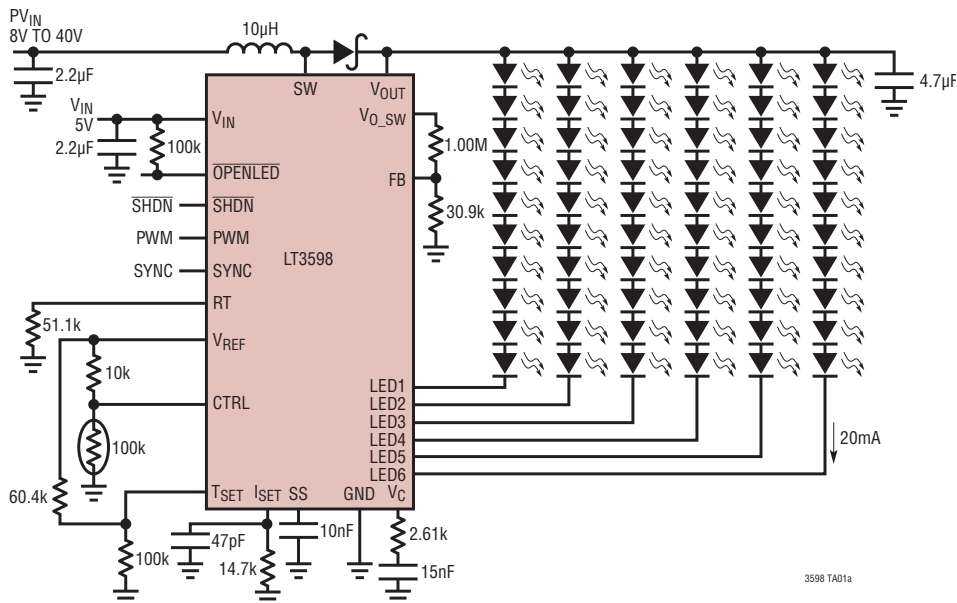 PVIN
8V TO 40V
10µH
2.2µF
SW
VOUT
4.7µF
VIN
5V
VIN
VO_SW
1.00M
2.2µF
100k
OPENLED
FB
SHDN
SHDN
30.9k
PWM
PWM
LT3598
SYNC
SYNC
RT
51.1k
VREF
10k
CTRL
LED1
LED2
LED3
LED4
LED5
LED6
20mA
100k
60.4k
TSET
ISET
SS
GND
VC
100k
47pF
14.7k
10nF
2.61k
15nF
3598 TA01a